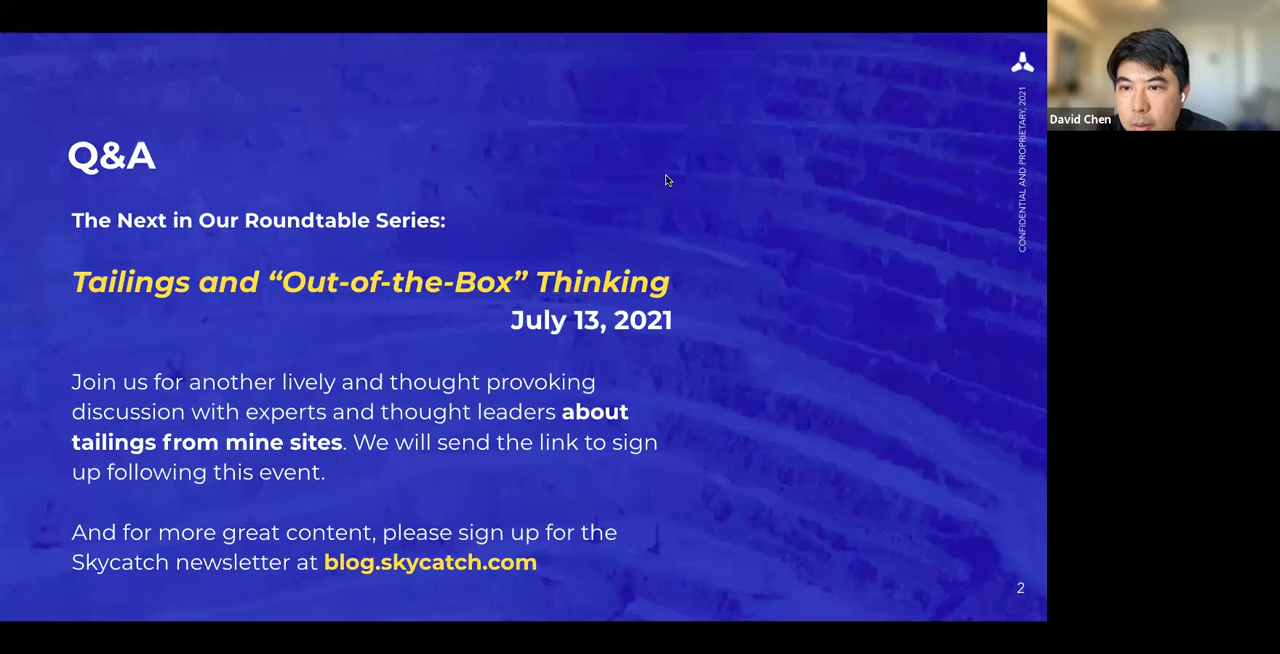 Q&A
The Next in Our Roundtable Series:
Tailings and “Out-of-the-Box” Thinking
July 13, 2021
Join us for another lively and thought provoking
discussion with experts and thought leaders about
tailings from mine sites. We will send the link to sign
up following this event.
And for more great content, please sign up for the
Skycatch newsletter at blog.skycatch.com
CONFIDENTIAL AND PROPRIETARY, 2021
2
David Chen